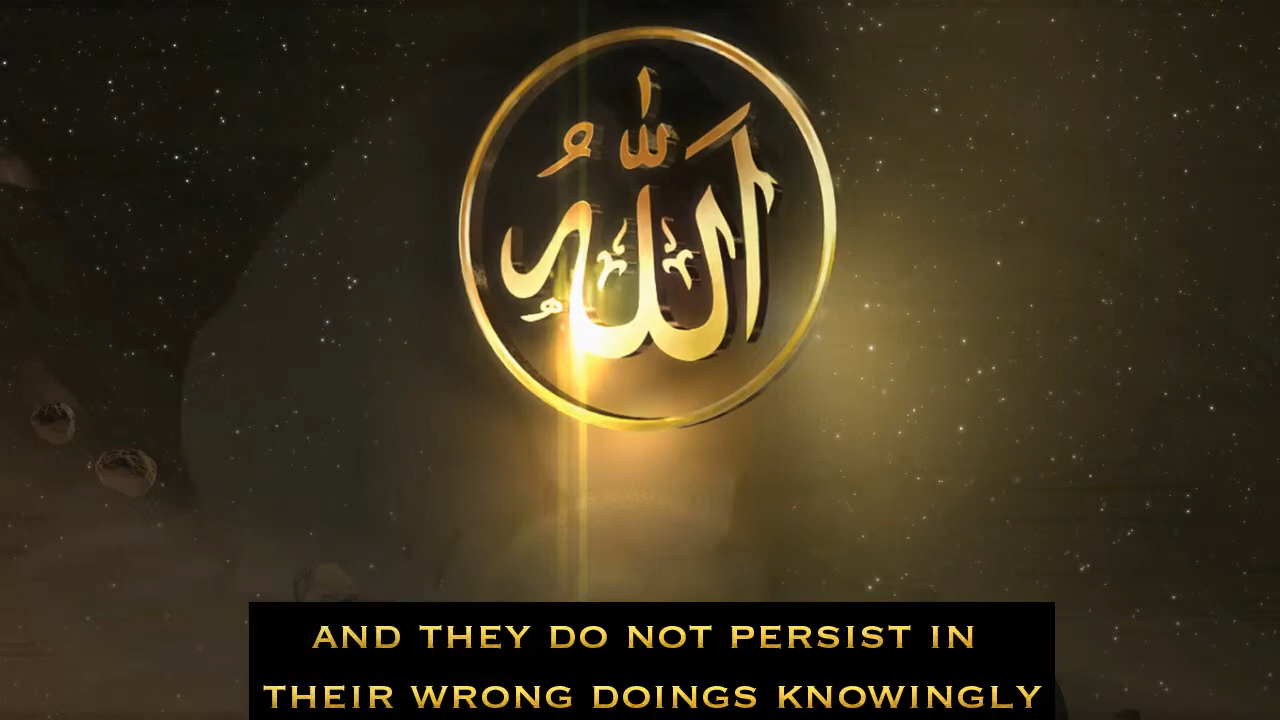 اللهُ
AND THEY DO NOT PERSIST IN
THEIR WRONG DOINGS KNOWINGLY